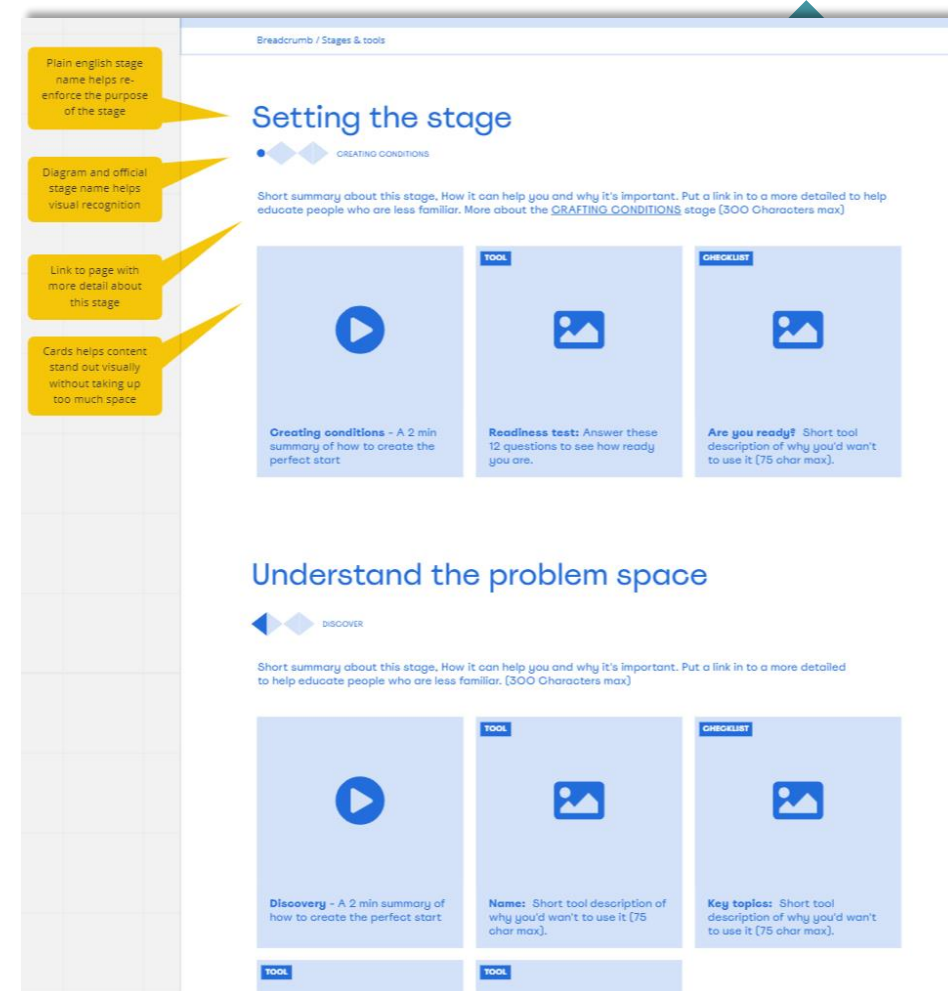 Breadcrumb / Stages & tools
Plain english stage
name helps re-
enforce the purpose
of the stage
Setting the stage
CREATING CONDITIONS
Diagram and official
stage name helps
visual recognition
Short summary about this stage, How it can help you and why it's important. Put a link in to a more detailed to help
educate people who are less familiar. More about the CRAFTING CONDITIONS stage (300 Characters max)
Link to page with
more detail about
this stage
Cards helps content
stand out visually
without taking up
too much space
Creating conditions - A 2 min
summary of how to create the
perfect start
TOOL
Readiness test: Answer these
12 questions to see how ready
you are.
CHECKLIST
Are you ready? Short tool
description of why you'd wan't
to use it (75 char max).
Understand the problem space
DISCOVER
Short summary about this stage, How it can help you and why it's important. Put a link in to a more detailed
to help educate people who are less familiar. (300 Characters max)
Discovery - A 2 min summary of
how to create the perfect start
TOOL
Name: Short tool description of
why you'd wan't to use it (75
char max).
CHECKLIST
Key topics: Short tool
description of why you'd wan't
to use it (75 char max).
TOOL
TOOL